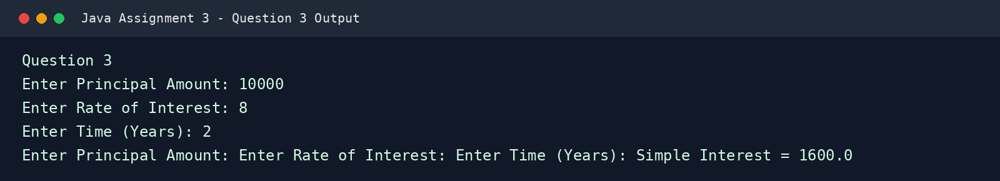 Java Assignment 3 - Question 3 Output
Question 3
Enter Principal Amount: 10000
Enter Rate of Interest: 8
Enter Time (Years): 2
Enter Principal Amount: Enter Rate of Interest: Enter Time (Years): Simple Interest = 1600.0